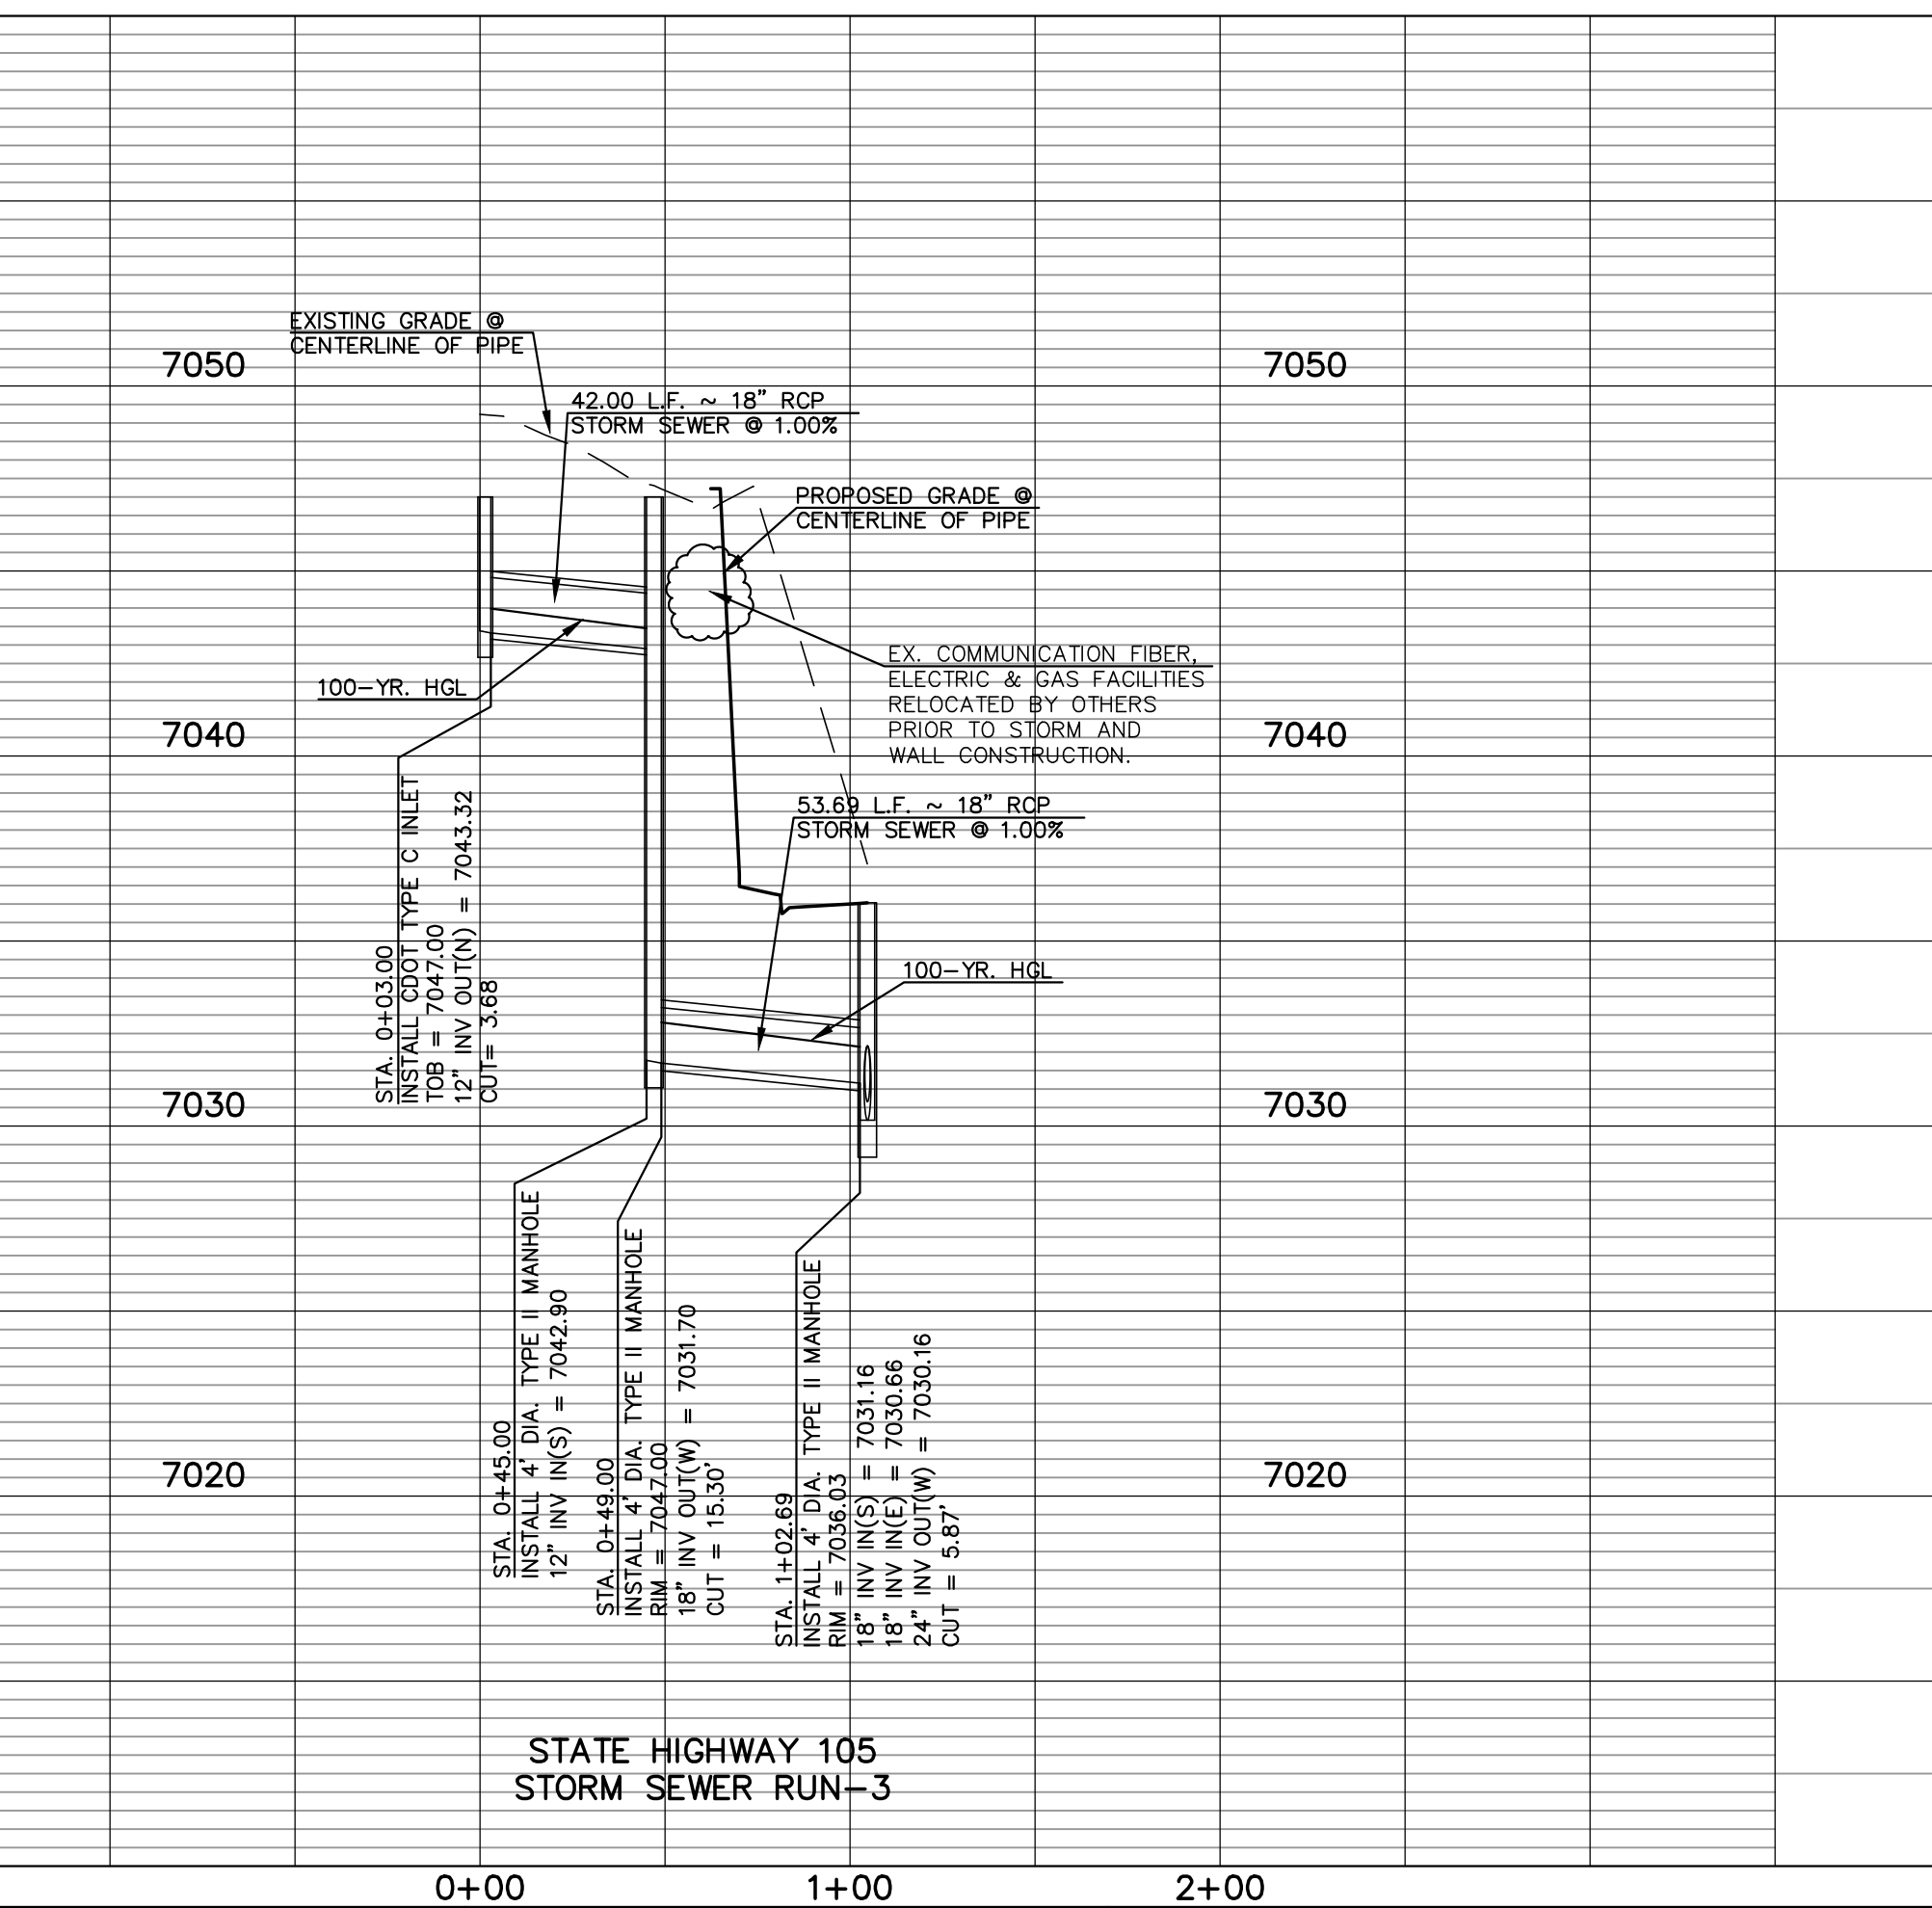 EXISTING GRADE @
CENTERLINE OF PIPE
7050
7050
42.00 L.F. ~ 18" RCP
STORM SEWER @ 1.00%
PROPOSED GRADE @
CENTERLINE OF PIPE
EX. COMMUNICATION FIBER,
ELECTRIC & GAS FACILITIES
RELOCATED BY OTHERS
PRIOR TO STORM AND
WALL CONSTRUCTION.
100-YR. HGL
7040
7040
53.69 L.F. ~ 18" RCP
STORM SEWER @ 1.00%
STA. 0+03.00
INSTALL CDOT TYPE C INLET
TOB = 7047.00
12" INV OUT(N) = 7043.32
CUT= 3.68
100-YR. HGL
7030
7030
STA. 0+45.00
INSTALL 4' DIA. TYPE II MANHOLE
12" INV IN(S) = 7042.90
STA. 0+49.00
INSTALL 4' DIA. TYPE II MANHOLE
RIM = 7047.00
18" INV OUT(W) = 7031.70
CUT = 15.30'
STA. 1+02.69
INSTALL 4' DIA. TYPE II MANHOLE
RIM = 7036.03
18" INV IN(S) = 7031.16
18" INV IN(E) = 7030.66
24" INV OUT(W) = 7030.16
CUT = 5.87'
7020
7020
STATE HIGHWAY 105
STORM SEWER RUN-3
0+00
1+00
2+00